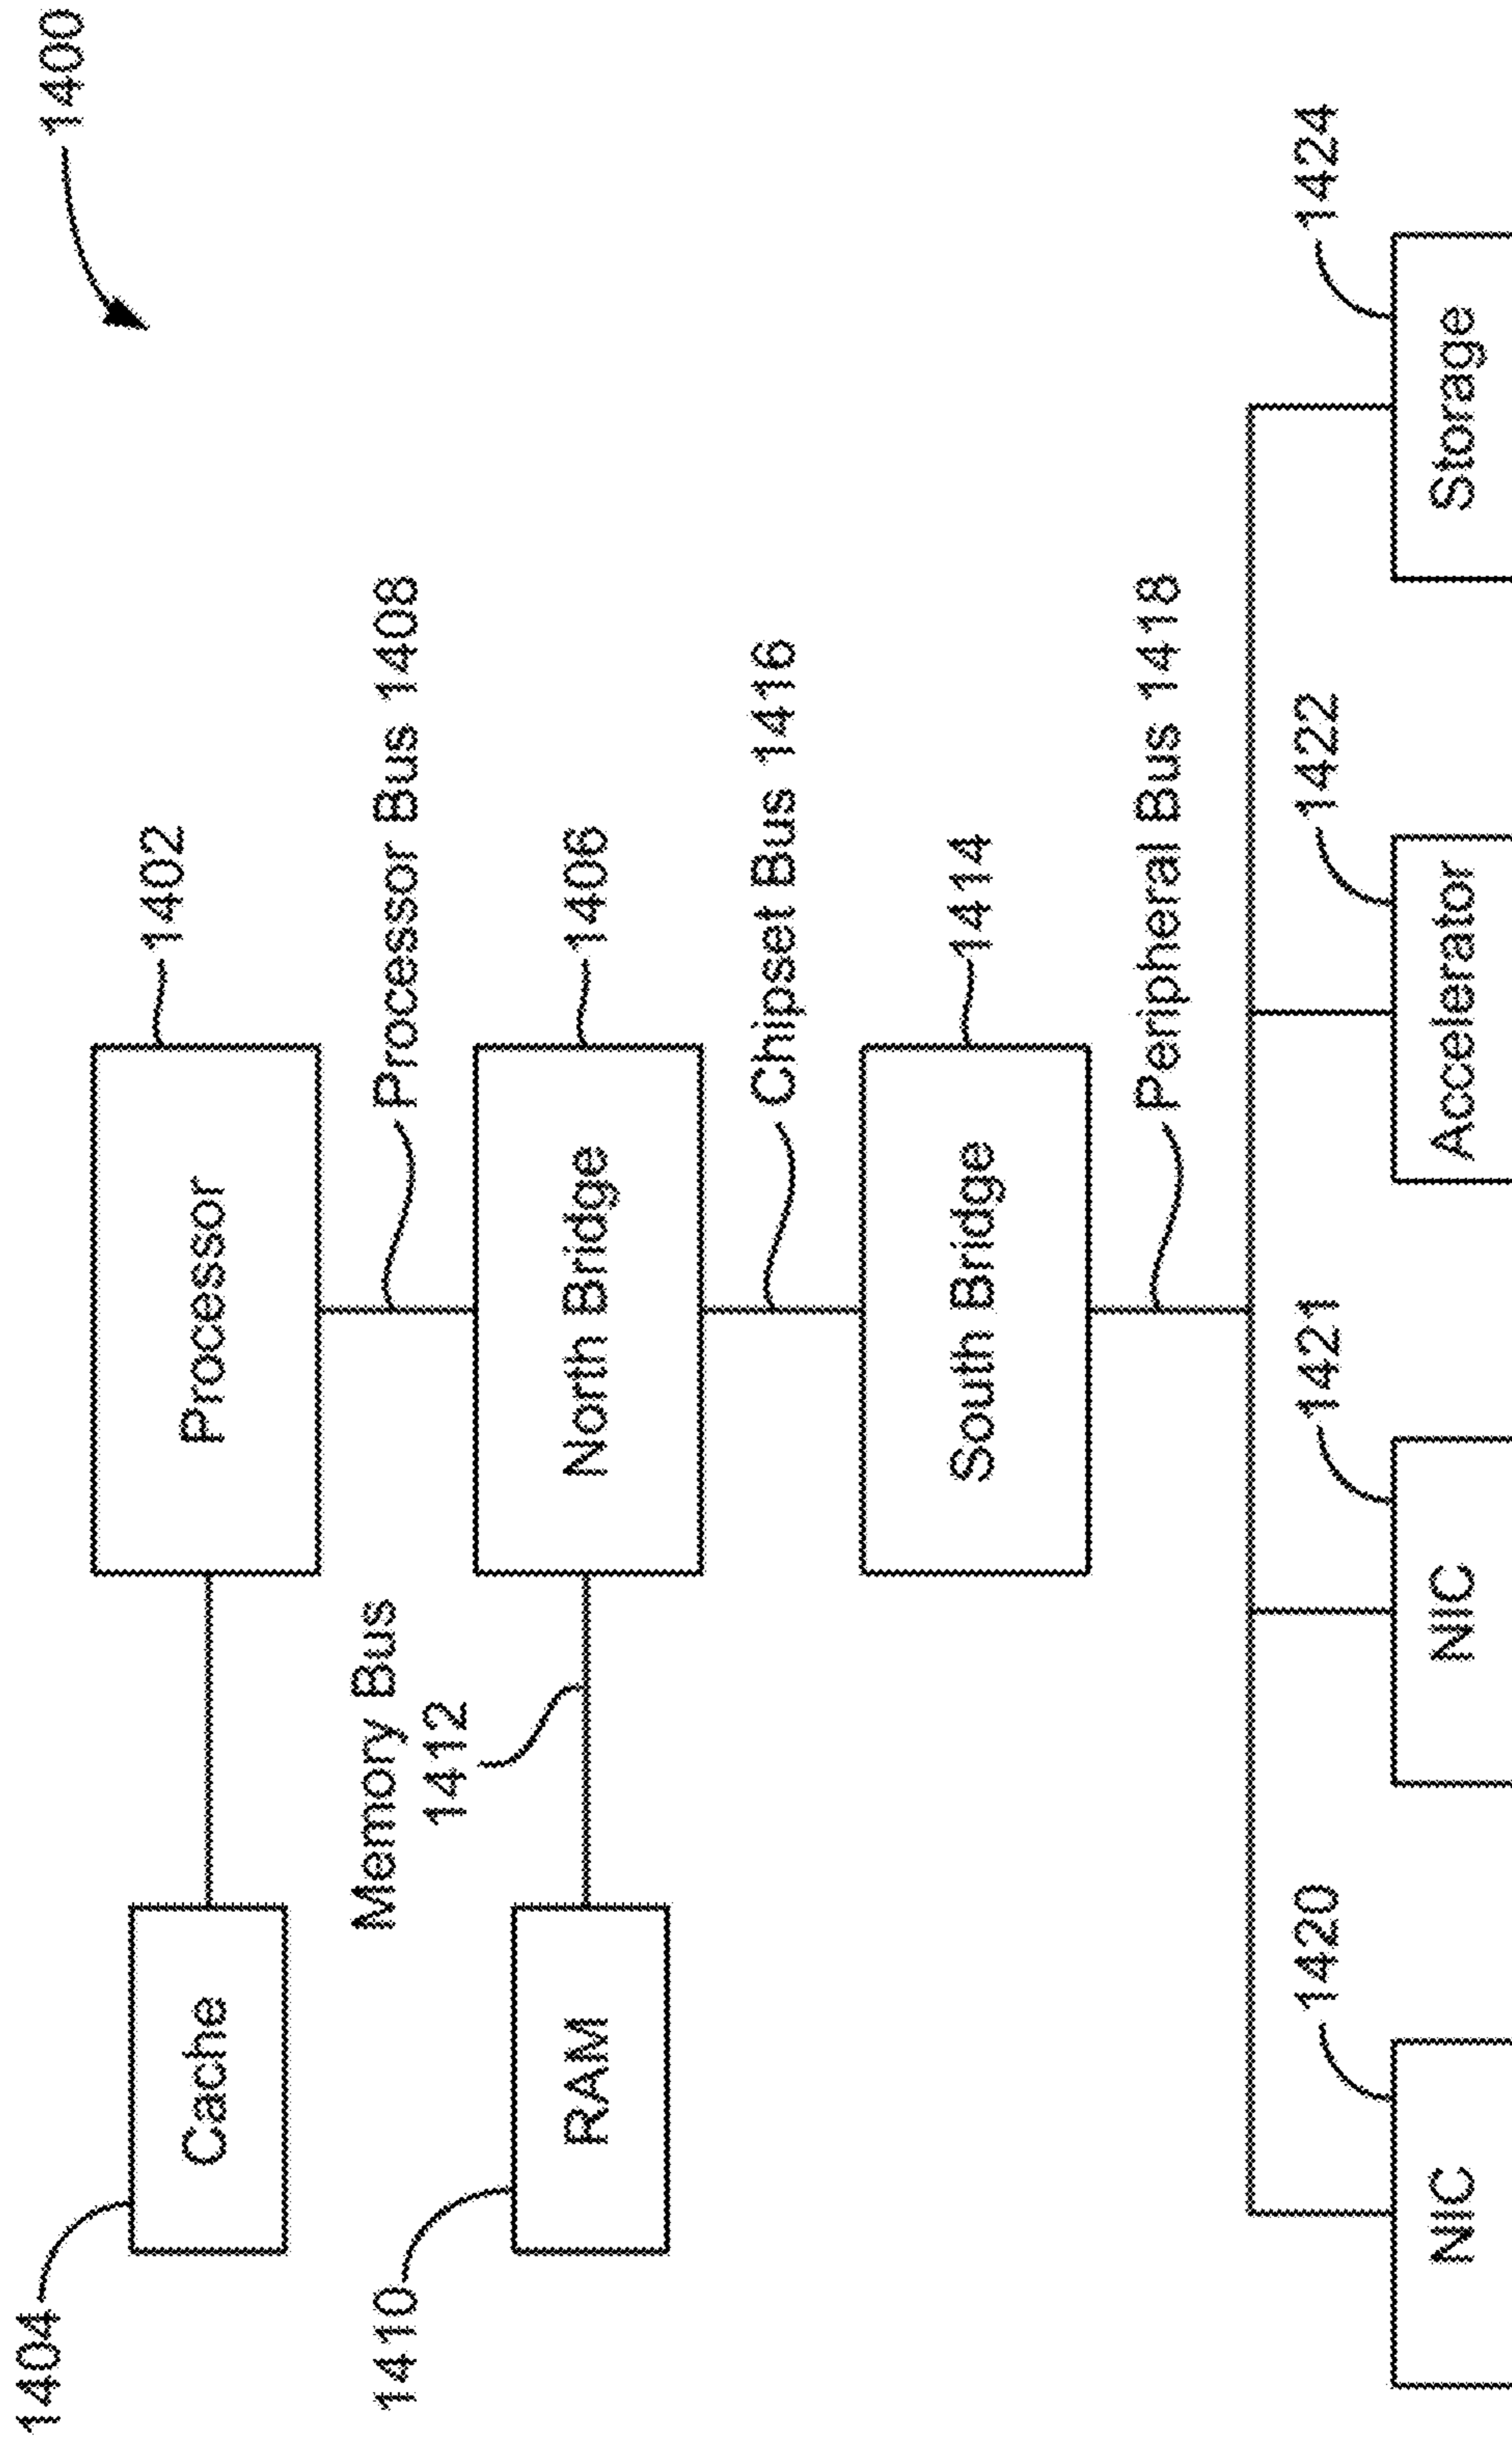 1400
1404
1402
Cache
Processor
Memory Bus
1412
Processor Bus 1408
1410
1406
RAM
North Bridge
Chipset Bus 1416
1414
South Bridge
Peripheral Bus 1418
1420
1421
1422
1424
NIC
NIC
Accelerator
Storage